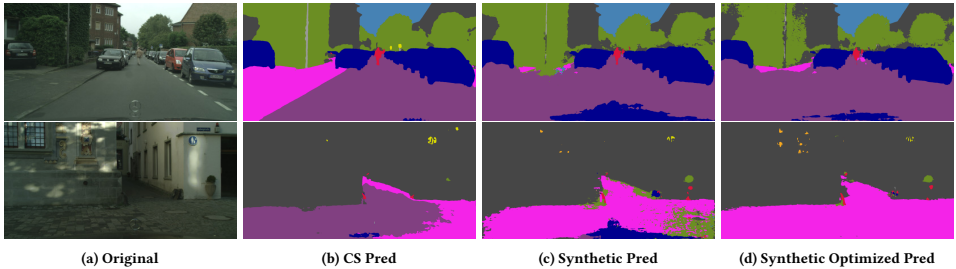 (a) Original
(b) CS Pred
(c) Synthetic Pred
(d) Synthetic Optimized Pred